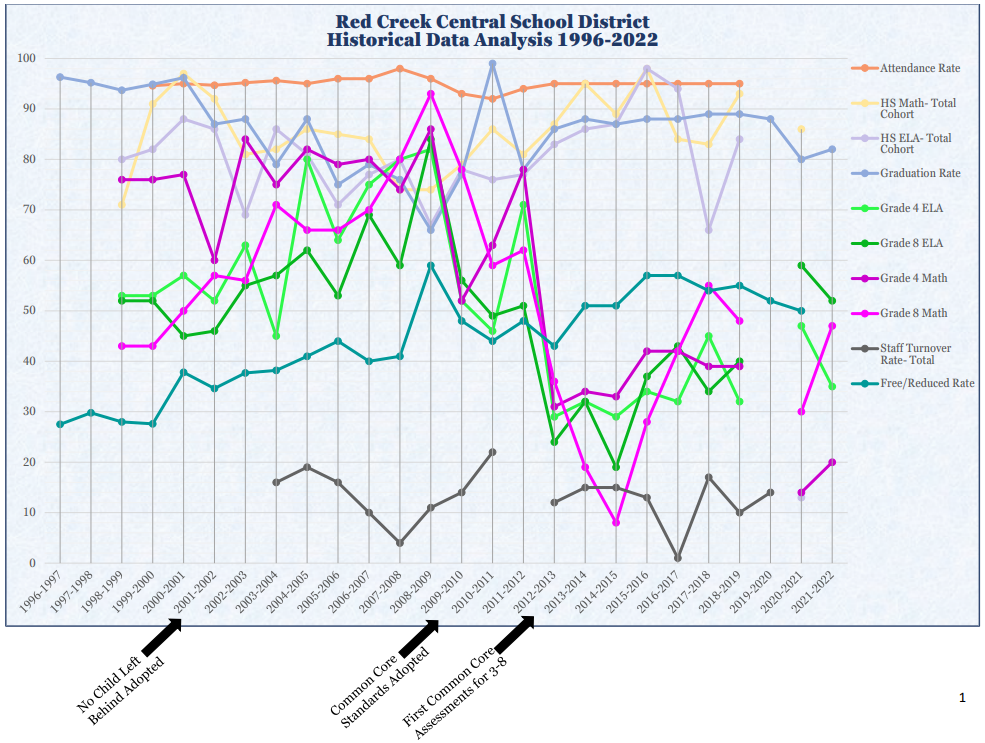 Red Creek Central School District
Historical Data Analysis 1996-2022
100
90
80
70
60
50
40
30
20
10
0
1996-1997
1997-1998
1998-1999
1999-2000
2000-2001
2001-2002
2002-2003
2003-2004
2004-2005
2005-2006
2006-2007
2007-2008
2008-2009
2009-2010
2010-2011
2011-2012
2012-2013
2013-2014
2014-2015
2015-2016
2016-2017
2017-2018
2018-2019
2019-2020
2020-2021
2021-2022
Attendance Rate
HS Math- Total
Cohort
HS ELA- Total
Cohort
Graduation Rate
Grade 4 ELA
Grade 8 ELA
Grade 4 Math
Grade 8 Math
Staff Turnover
Rate- Total
Free/Reduced Rate
No Child Left
Behind Adopted
Common Core
Standards Adopted
First Common Core
Assessments for 3-8
1